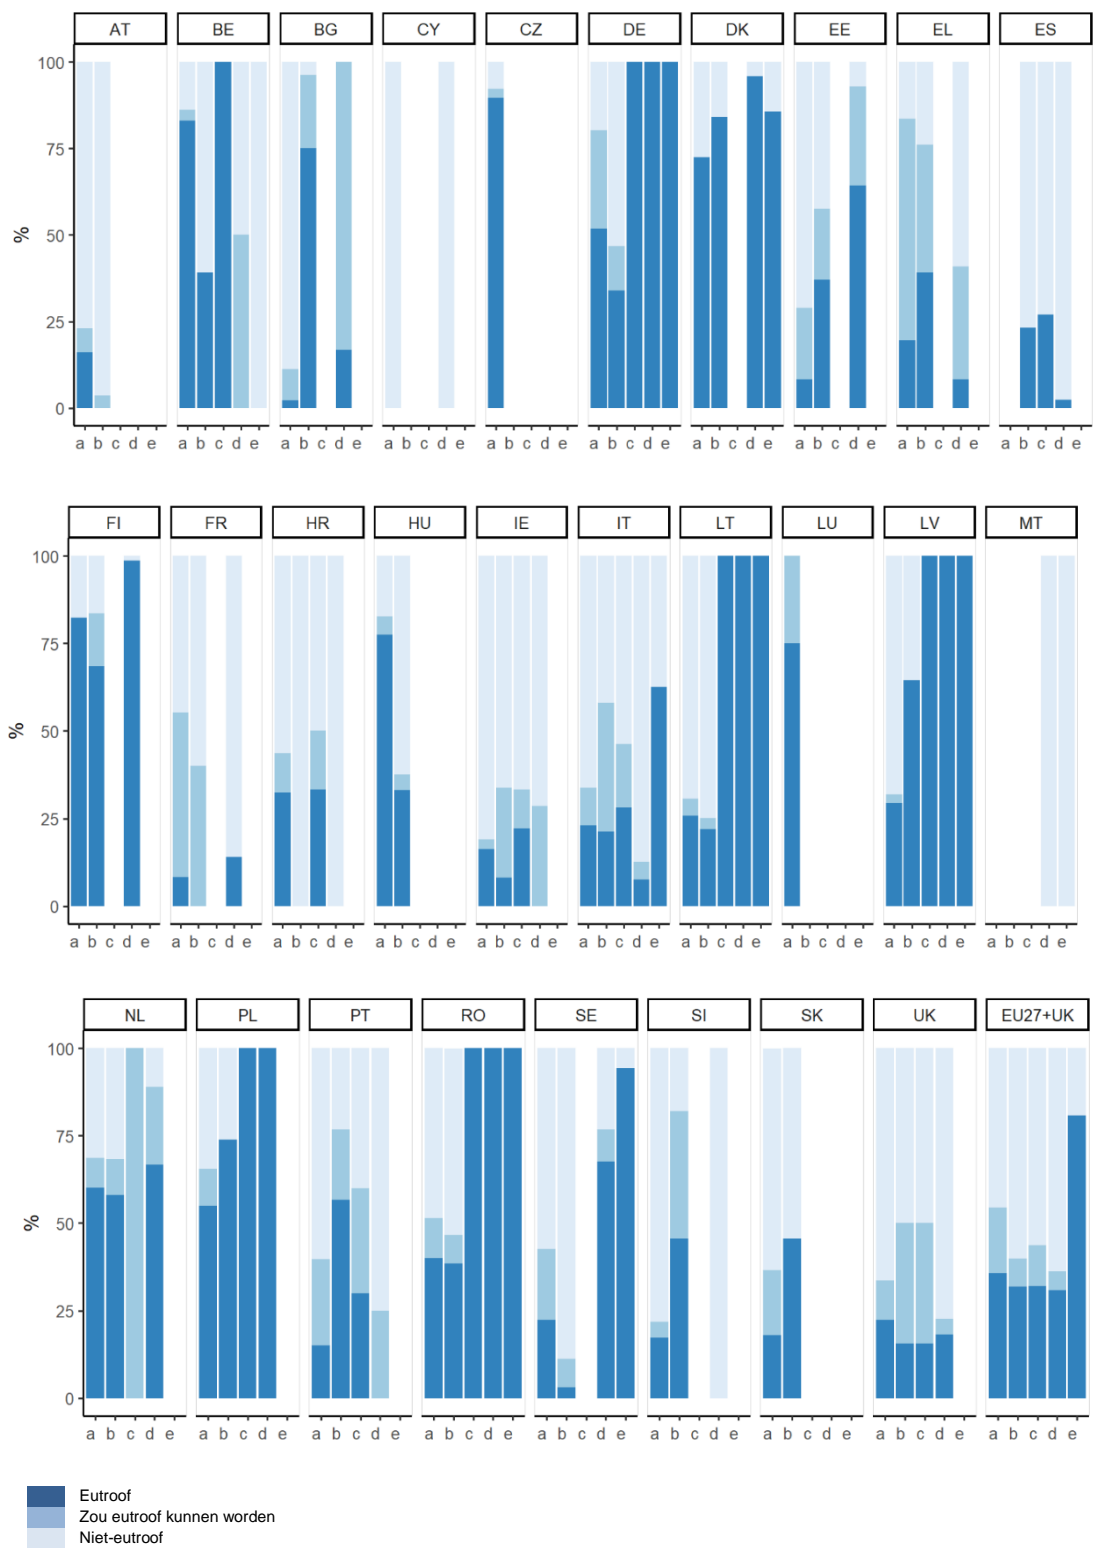 AT BE BG CY CZ DE DK EE EL ES
100
75
50
25
0
%
a b c d e a b c d e a b c d e a b c d e a b c d e a b c d e a b c d e a b c d e a b c d e a b c d e
FI FR HR HU IE IT LT LU LV MT
100
75
50
25
0
%
a b c d e a b c d e a b c d e a b c d e a b c d e a b c d e a b c d e a b c d e a b c d e a b c d e
NL PL PT RO SE SI SK UK EU27+UK
100
75
50
25
0
%
a b c d e a b c d e a b c d e a b c d e a b c d e a b c d e a b c d e a b c d e a b c d e
Eutroof
Zou eutroof kunnen worden
Niet-eutroof